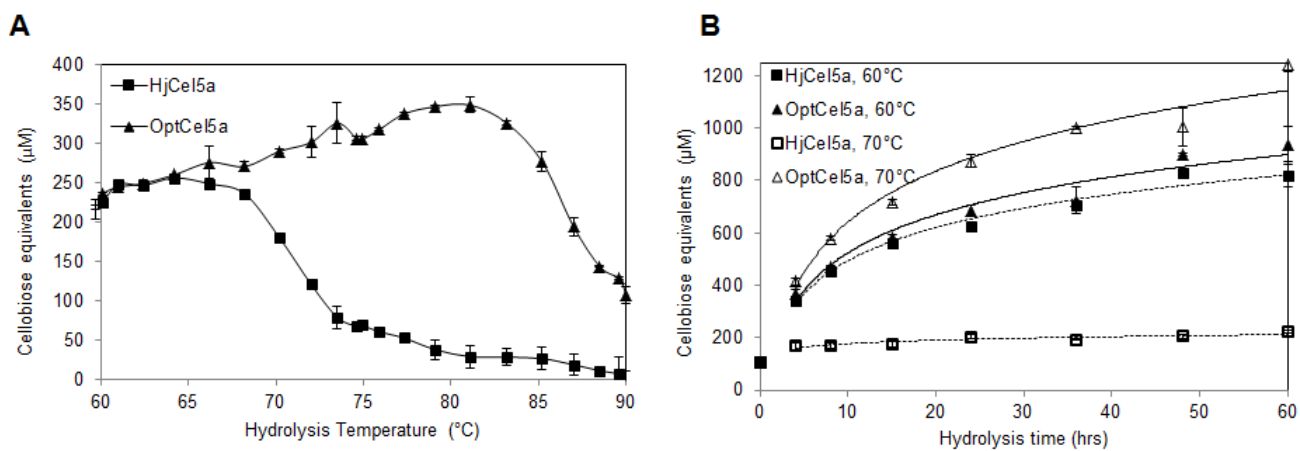 A
Cellobiose equivalents (µM)
400
350
300
250
200
150
100
50
0
HjCel5a
OptCel5a
60
65
70
75
80
85
90
Hydrolysis Temperature (°C)
B
Cellobiose equivalents (µM)
1200
1000
800
600
400
200
0
HjCel5a, 60°C
OptCel5a, 60°C
HjCel5a, 70°C
OptCel5a, 70°C
0
10
20
30
40
50
60
Hydrolysis time (hrs)